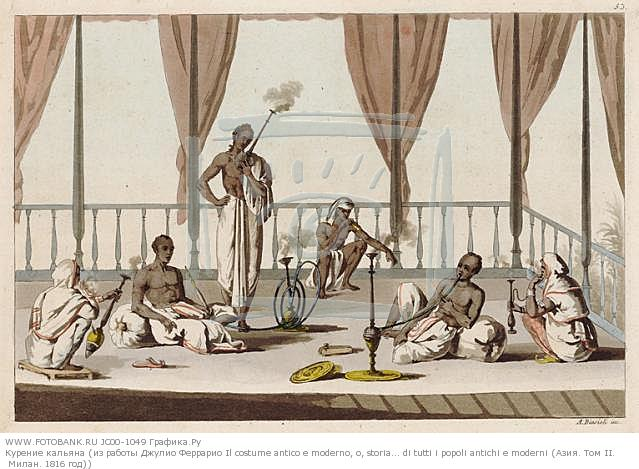 53.
A. Biasioli inc.
WWW.FOTOBANK.RU JC00-1049 Графика.Ру
Курение кальяна (из работы Джулио Феррарио Il costume antico e moderno, o, storia... di tutti i popoli antichi e moderni (Азия. Том II.
Милан. 1816 год))